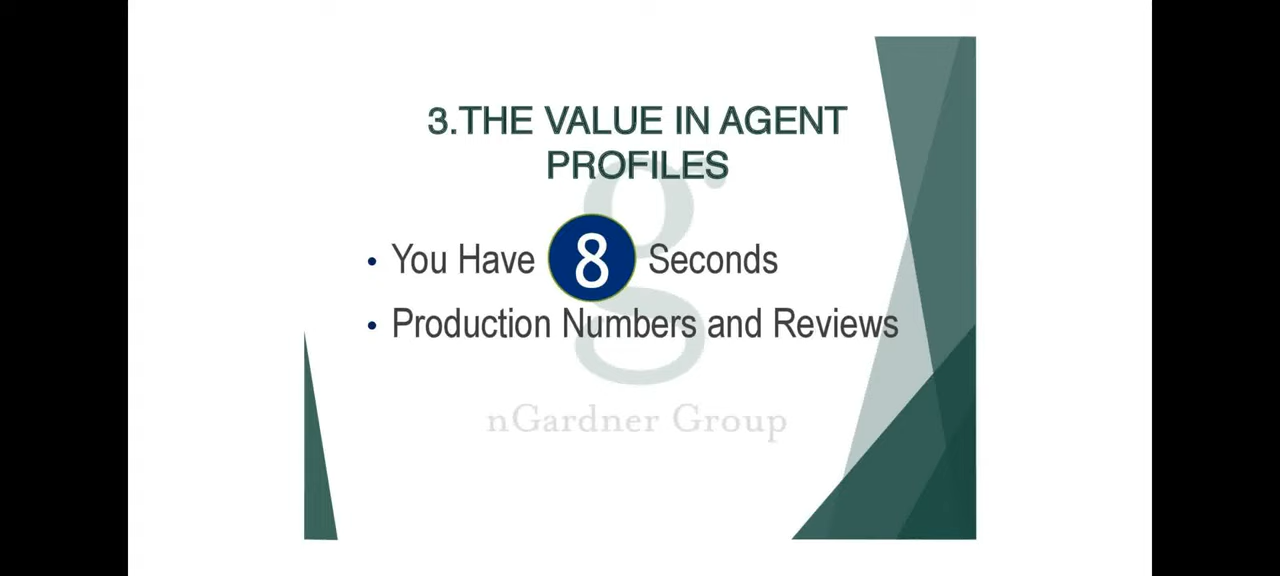 3.THE VALUE IN AGENT
PROFILES
• You Have 8 Seconds
• Production Numbers and Reviews
g
nGardner Group